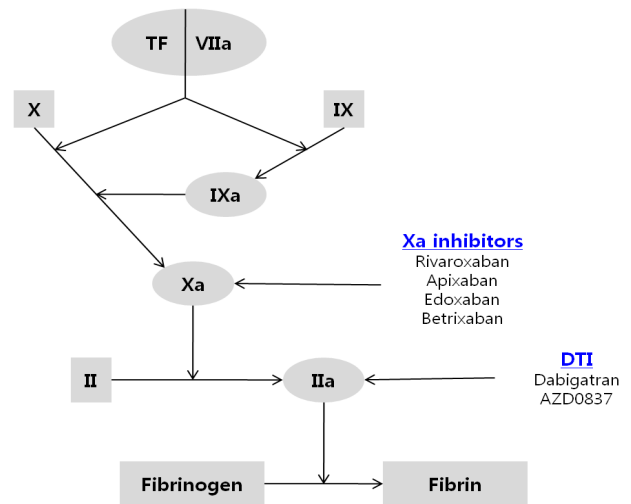 TF VIIa
X
IX
IXa
Xa inhibitors
Rivaroxaban
Apixaban
Edoxaban
Betrixaban
Xa
DTI
Dabigatran
AZD0837
II
IIa
Fibrinogen
Fibrin